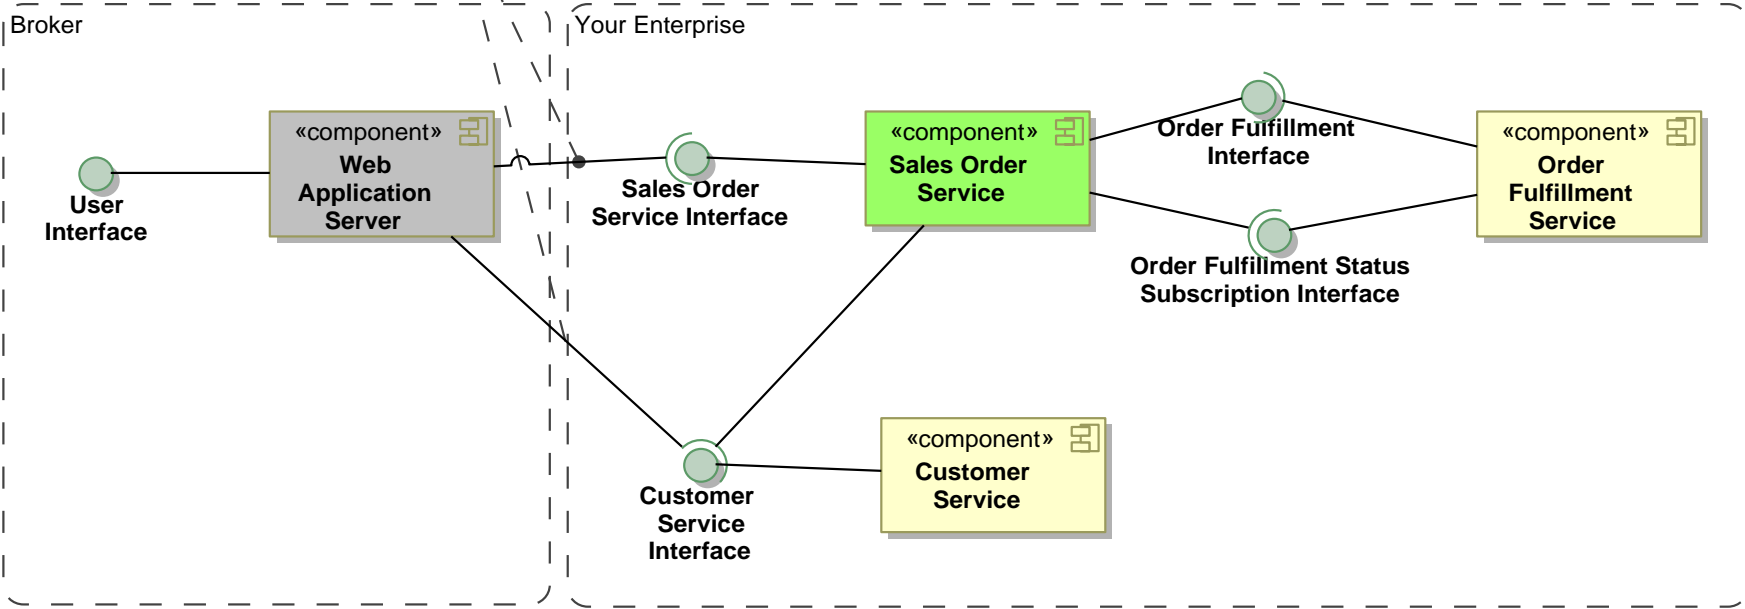 Broker
Your Enterprise
User
Interface
«component»
Web
Application
Server
Sales Order
Service Interface
«component»
Sales Order
Service
Order Fulfillment
Interface
«component»
Order
Fulfillment
Service
Order Fulfillment Status
Subscription Interface
Customer
Service
Interface
«component»
Customer
Service